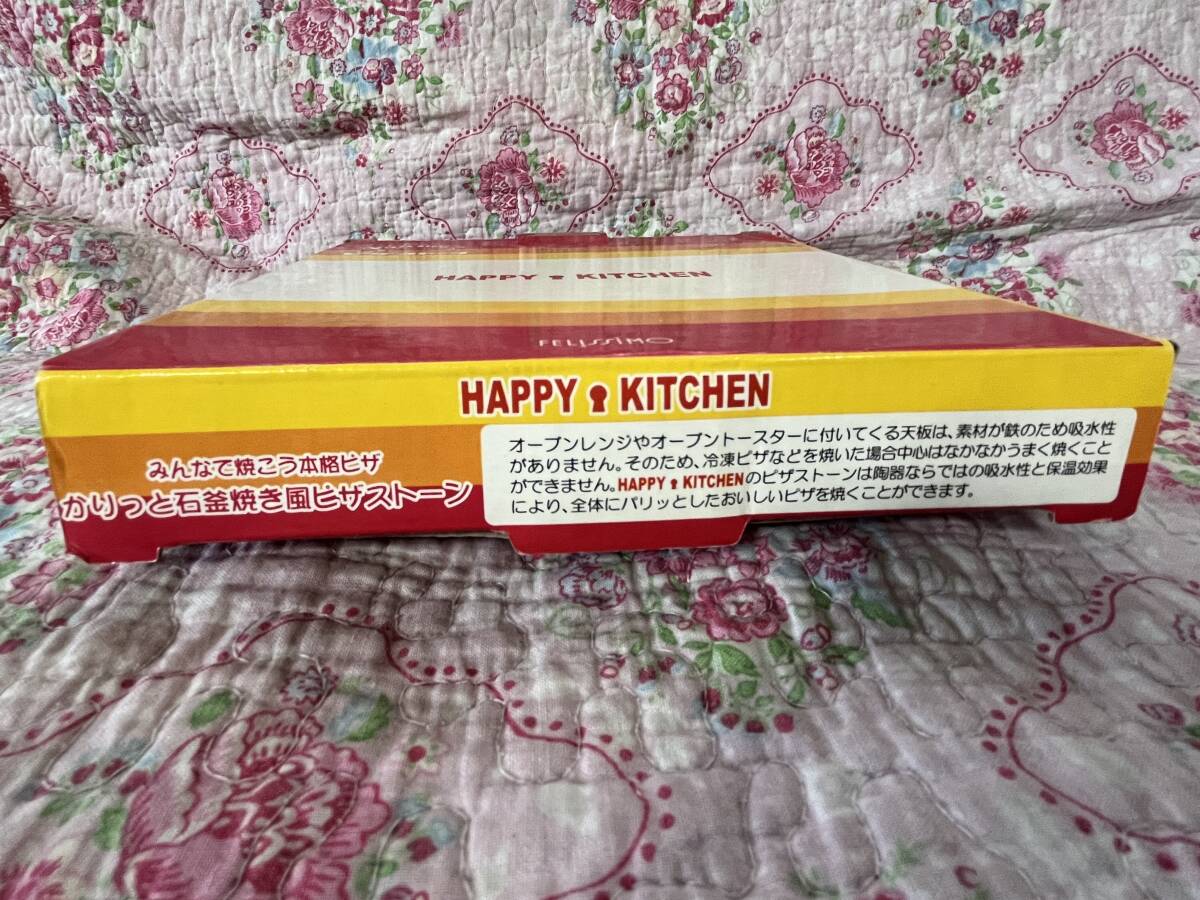 HAPPY KITCHEN
FELISSIMO
HAPPY KITCHEN
みんなで焼こう本格ピザ
かりっと石釜焼き風ピザストーン
オーブンレンジやオーブントースターに付いてくる天板は、素材が鉄のため吸水性
がありません。そのため、冷凍ピザなどを焼いた場合中心はなかなかうまく焼くこと
ができません。HAPPY KITCHENのピザストーンは陶器ならではの吸水性と保温効果
により、全体にパリッとしたおいしいピザを焼くことができます。